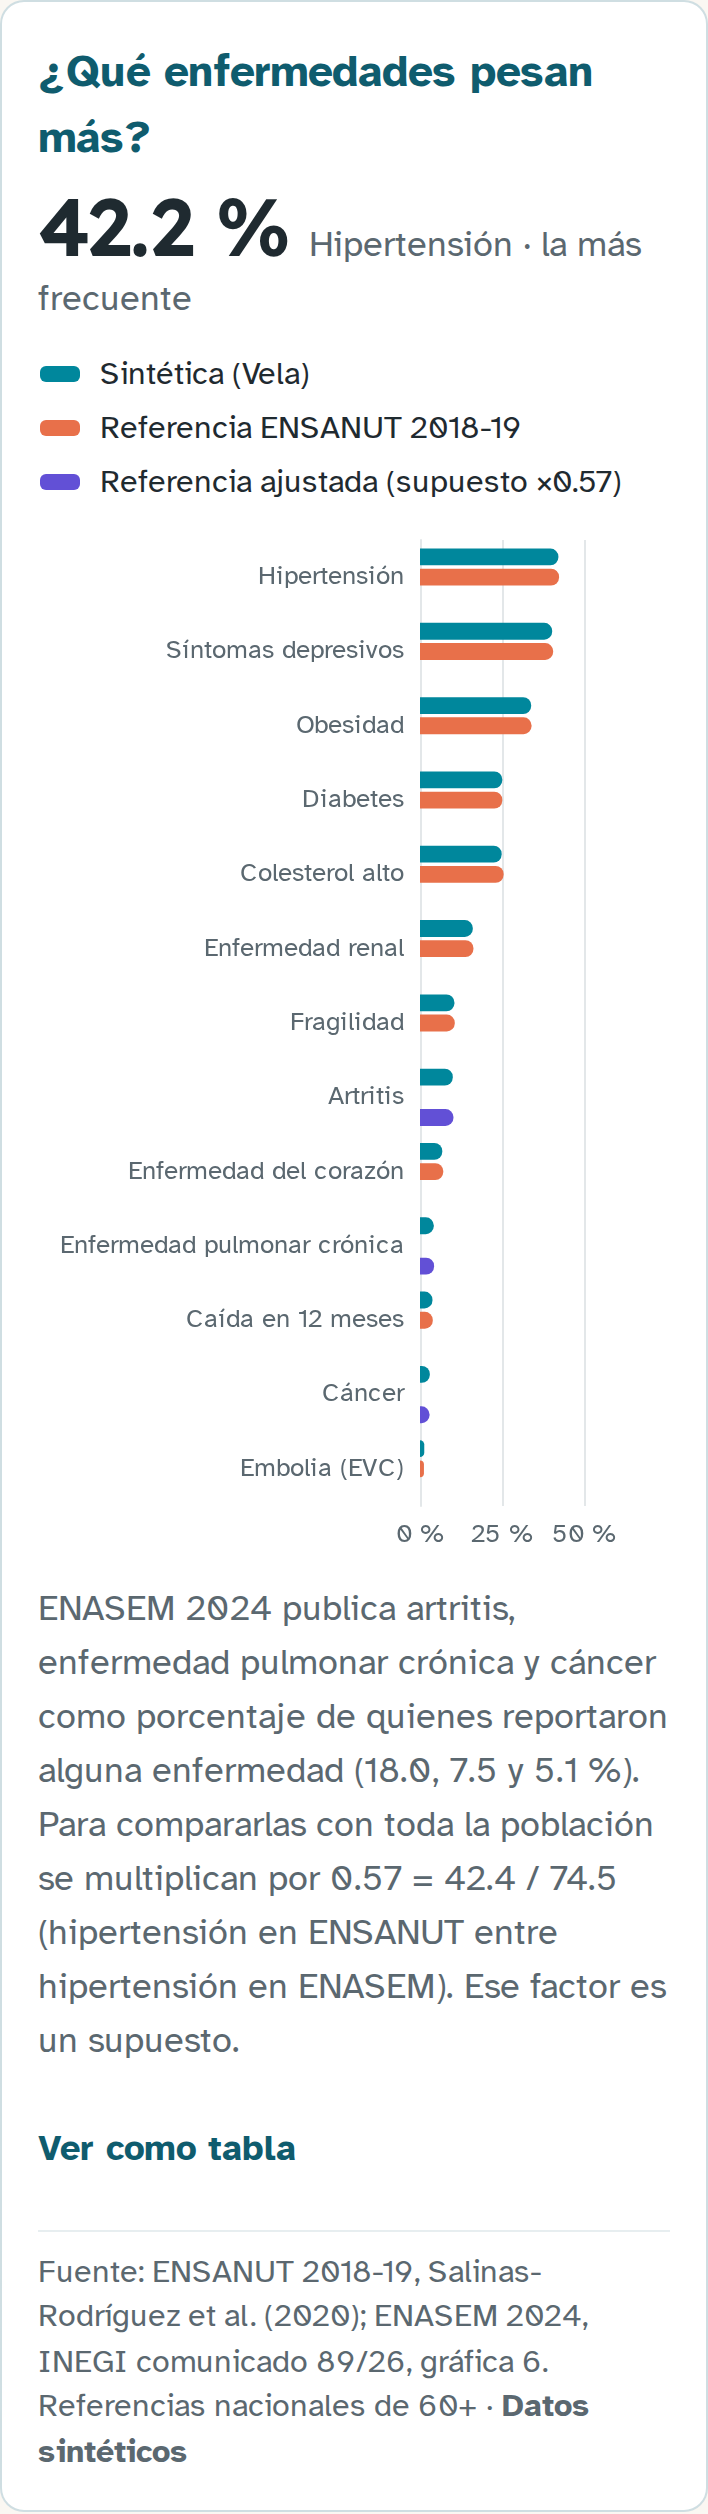 ¿Qué enfermedades pesan
más?
42.2 % Hipertensión · la más
frecuente
Sintética (Vela)
Referencia ENSANUT 2018-19
Referencia ajustada (supuesto ×0.57)
Hipertensión
Síntomas depresivos
Obesidad
Diabetes
Colesterol alto
Enfermedad renal
Fragilidad
Artritis
Enfermedad del corazón
Enfermedad pulmonar crónica
Caída en 12 meses
Cáncer
Embolia (EVC)
0 % 25 % 50 %
ENASEM 2024 publica artritis,
enfermedad pulmonar crónica y cáncer
como porcentaje de quienes reportaron
alguna enfermedad (18.0, 7.5 y 5.1 %).
Para compararlas con toda la población
se multiplican por 0.57 = 42.4 / 74.5
(hipertensión en ENSANUT entre
hipertensión en ENASEM). Ese factor es
un supuesto.
Ver como tabla
Fuente: ENSANUT 2018-19, Salinas-
Rodríguez et al. (2020); ENASEM 2024,
INEGI comunicado 89/26, gráfica 6.
Referencias nacionales de 60+ · Datos
sintéticos